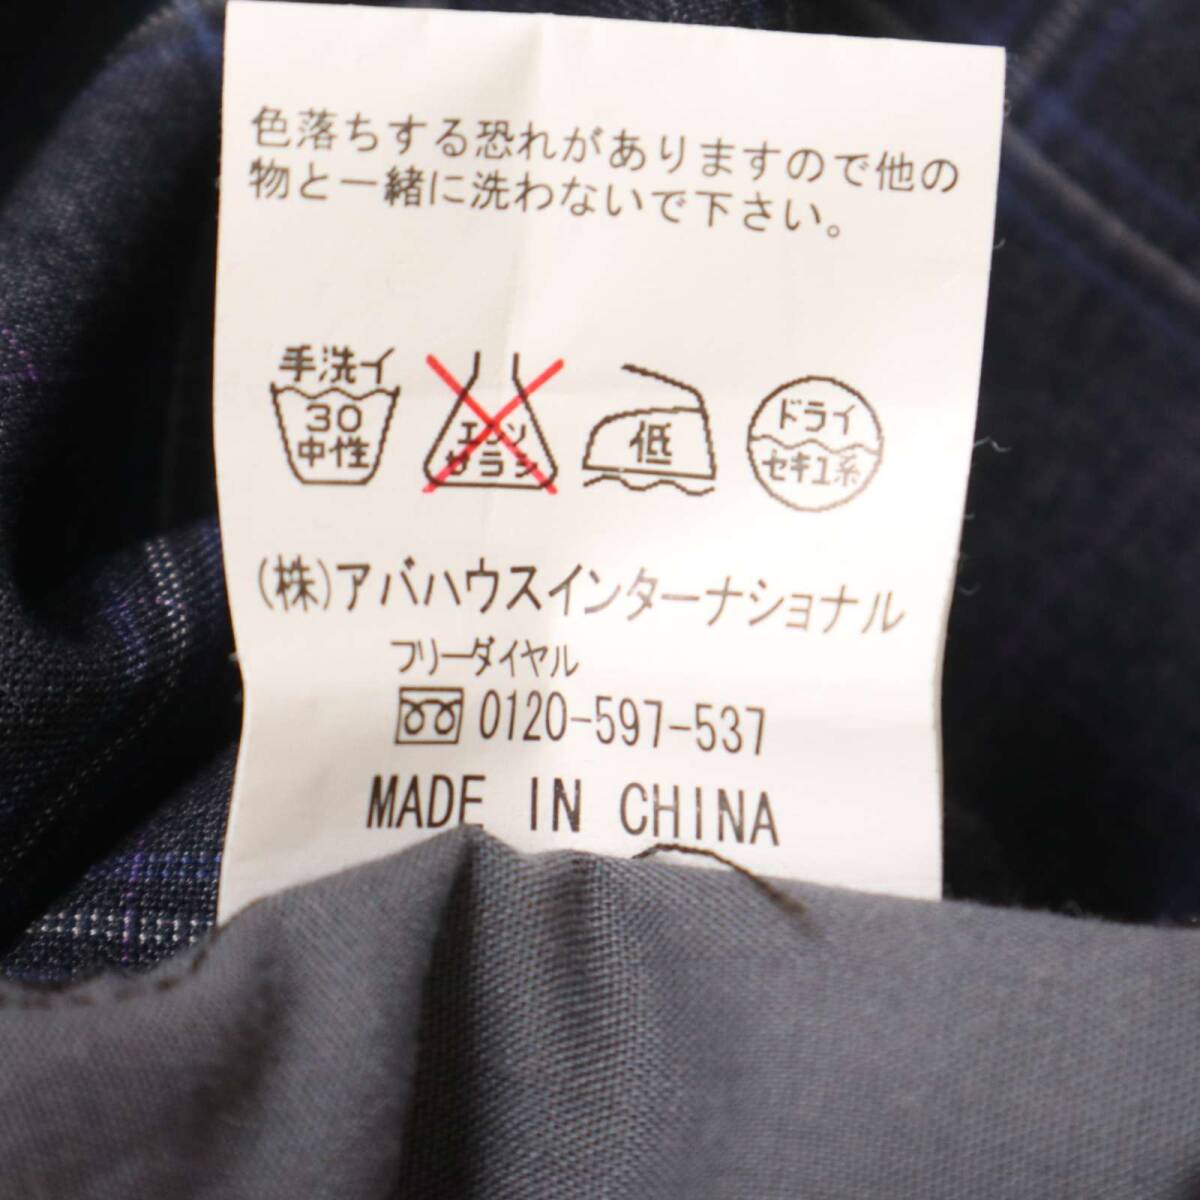 色落ちする恐れがありますので他の
物と一緒に洗わないで下さい。
手洗イ
30
中性
エンソ
サラシ
低
ドライ
セキユ系
(株)アバハウスインターナショナル
フリーダイヤル
0120-597-537
MADE IN CHINA